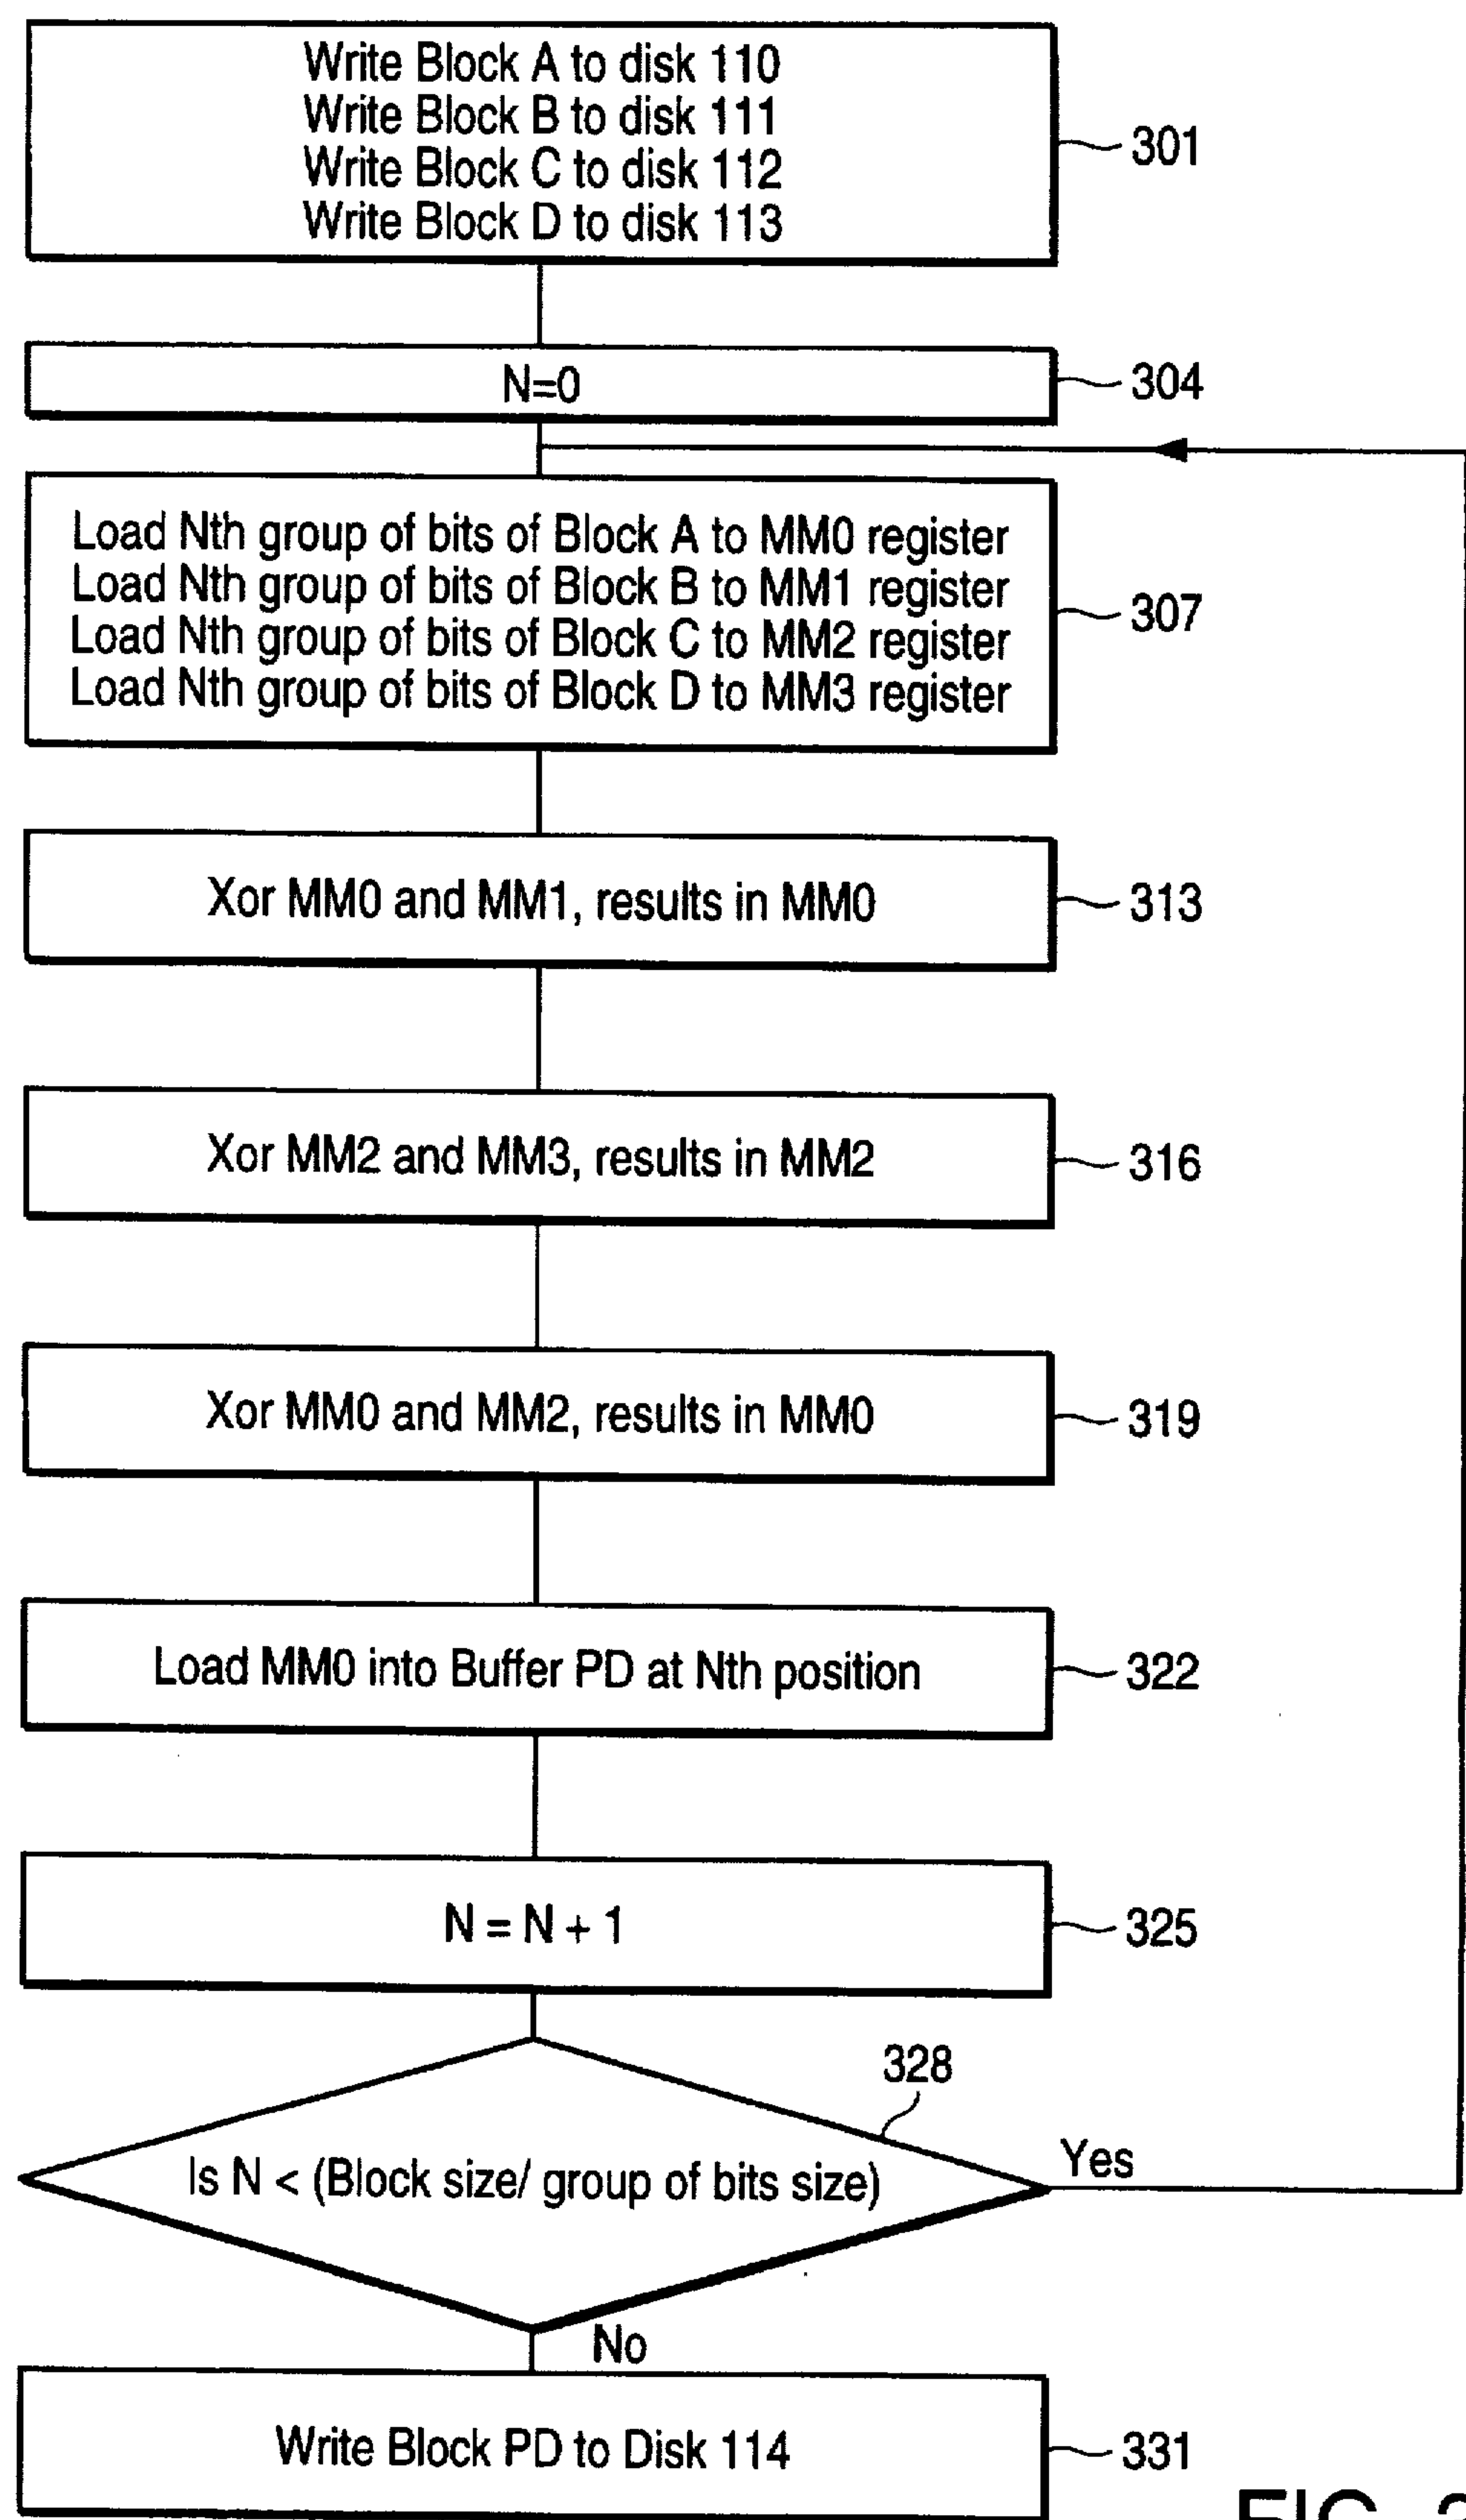 Write Block A to disk 110
Write Block B to disk 111
Write Block C to disk 112
Write Block D to disk 113
301
N=0
304
Load Nth group of bits of Block A to MM0 register
Load Nth group of bits of Block B to MM1 register
Load Nth group of bits of Block C to MM2 register
Load Nth group of bits of Block D to MM3 register
307
Xor MM0 and MM1, results in MM0
313
Xor MM2 and MM3, results in MM2
316
Xor MM0 and MM2, results in MM0
319
Load MM0 into Buffer PD at Nth position
322
N = N + 1
325
328
Is N < (Block size/ group of bits size)
Yes
No
Write Block PD to Disk 114
331
FIG.